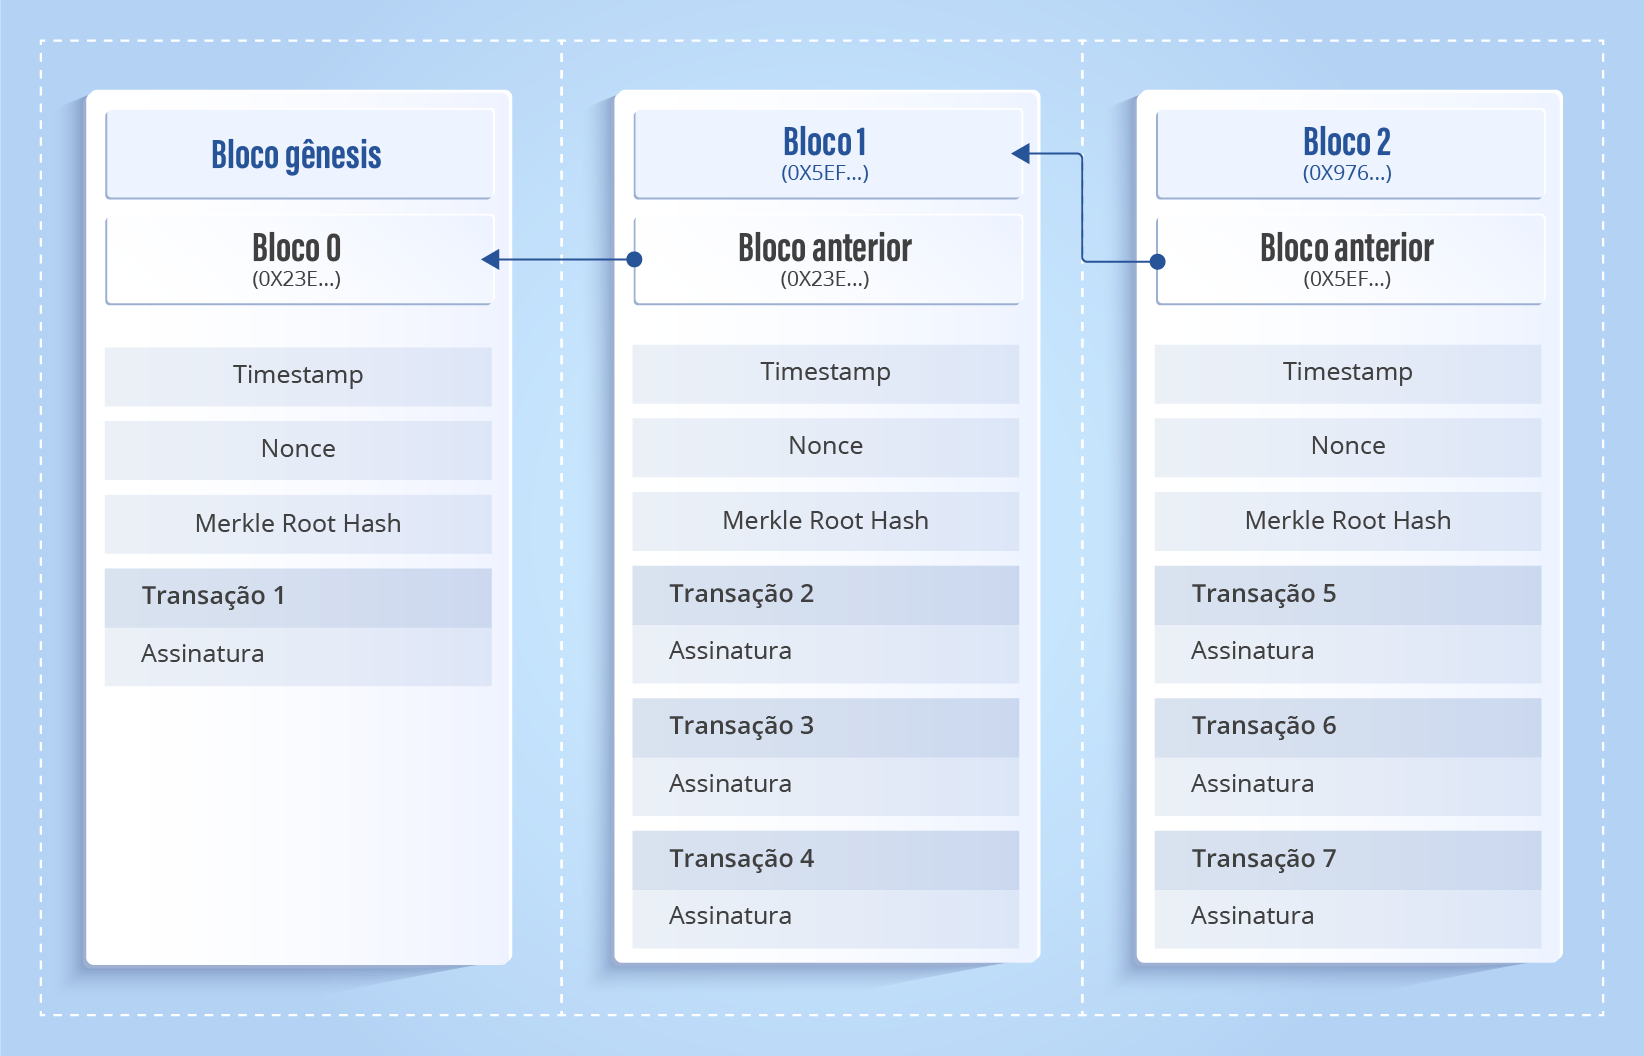 Bloco gênesis
Bloco 0
(0X23E...)
Timestamp
Nonce
Merkle Root Hash
Transação 1
Assinatura
Bloco 1
(0X5EF...)
Bloco anterior
(0X23E...)
Timestamp
Nonce
Merkle Root Hash
Transação 2
Assinatura
Transação 3
Assinatura
Transação 4
Assinatura
Bloco 2
(0X976...)
Bloco anterior
(0X5EF...)
Timestamp
Nonce
Merkle Root Hash
Transação 5
Assinatura
Transação 6
Assinatura
Transação 7
Assinatura